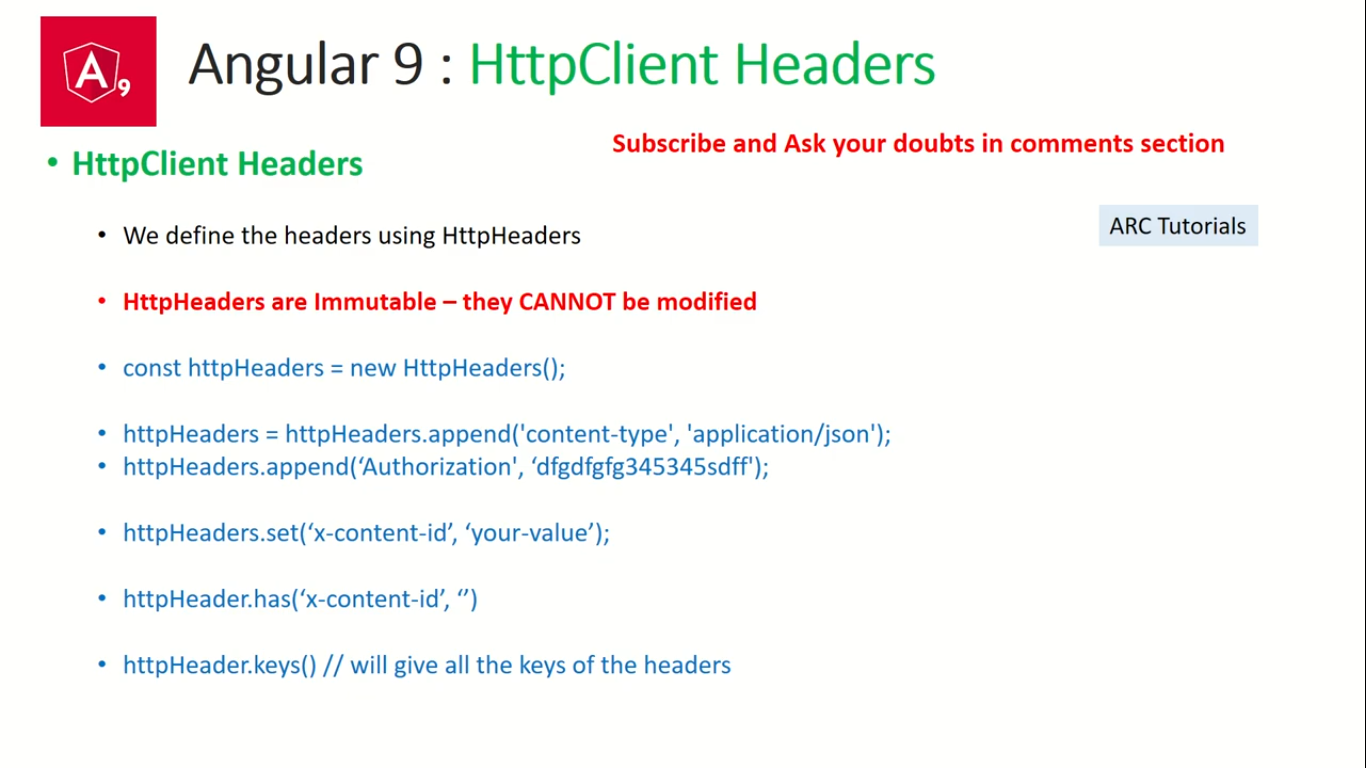 A 9
Angular 9 : HttpClient Headers
Subscribe and Ask your doubts in comments section
• HttpClient Headers
ARC Tutorials
• We define the headers using HttpHeaders
• HttpHeaders are Immutable – they CANNOT be modified
• const httpHeaders = new HttpHeaders();
• httpHeaders = httpHeaders.append('content-type', 'application/json');
• httpHeaders.append(‘Authorization', ‘dfgdfgfg345345sdff');
• httpHeaders.set(‘x-content-id’, ‘your-value’);
• httpHeader.has(‘x-content-id’, ‘’)
• httpHeader.keys() // will give all the keys of the headers